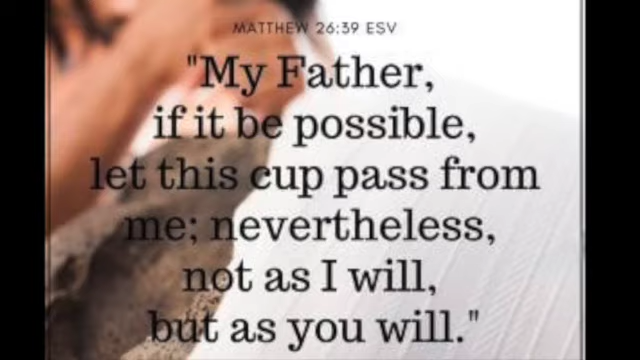 MATTHEW 26:39 ESV
"My Father,
if it be possible,
let this cup pass from
me; nevertheless,
not as I will,
but as you will."